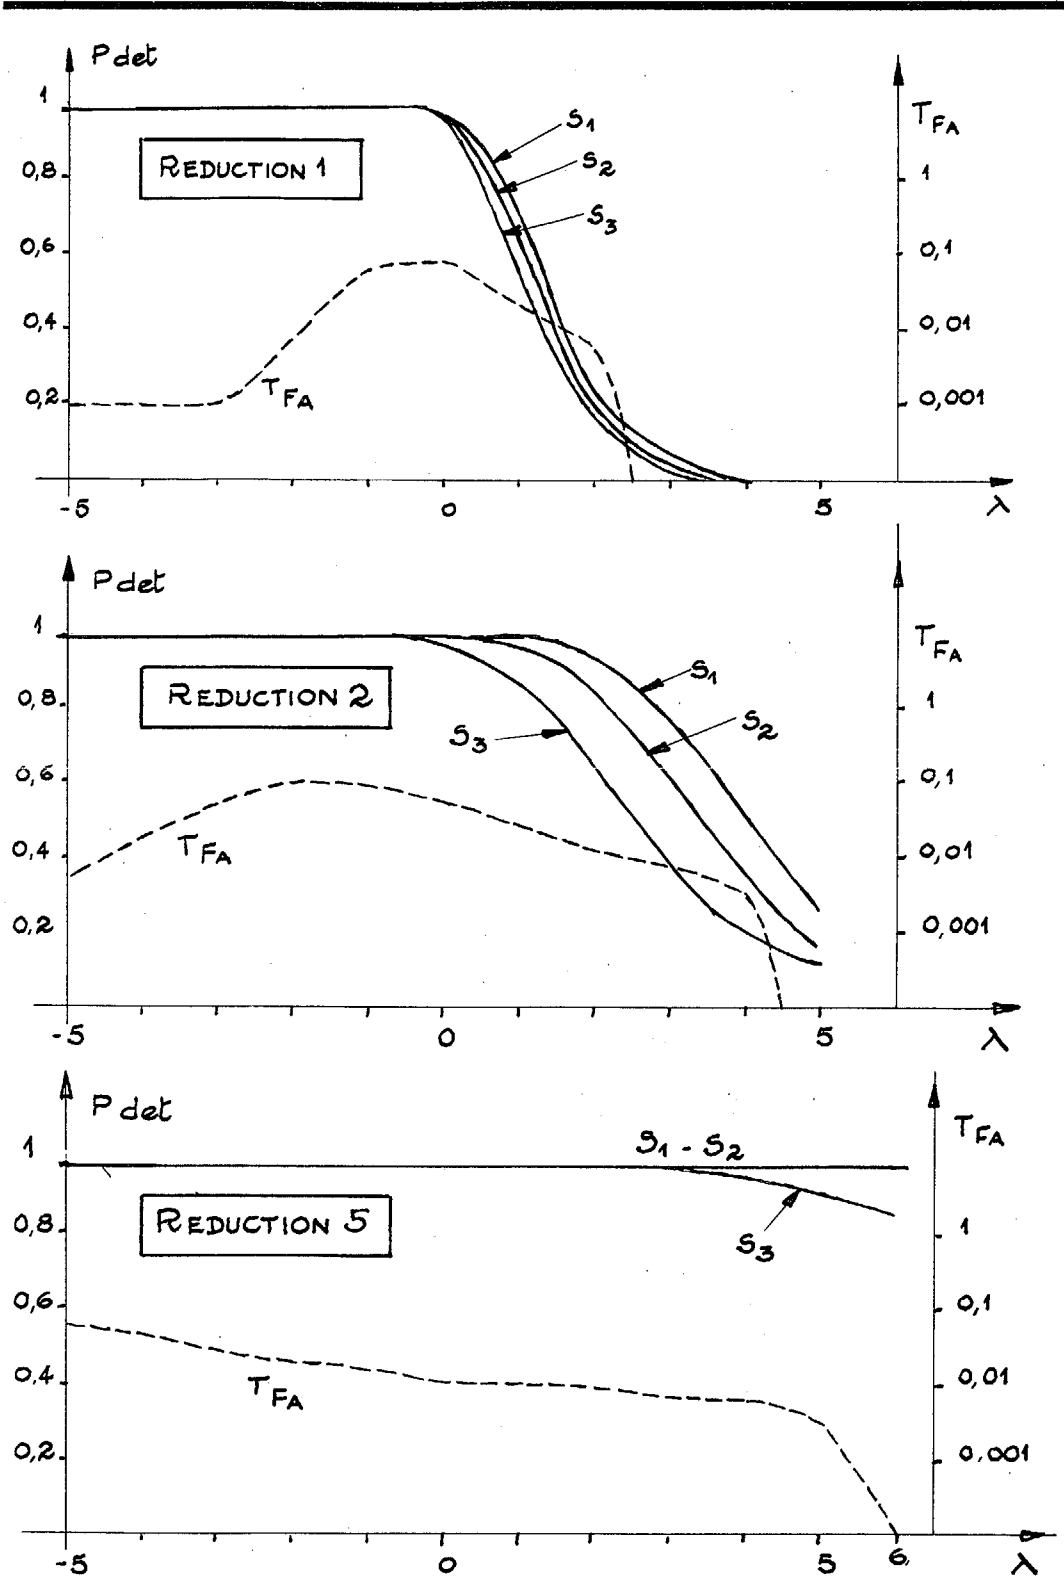 Pdet
1
REDUCTION 1
S1
S2
S3
TFA
0,8
1
0,6
0,1
0,4
0,01
0,2
TFA
0,001
-5
0
5
λ
Pdet
1
REDUCTION 2
S1
S2
S3
TFA
0,8
1
0,6
0,1
TFA
0,4
0,01
0,2
0,001
-5
0
5
λ
Pdet
1
S1 - S2
TFA
REDUCTION 5
0,8
S3
1
0,6
0,1
TFA
0,4
0,01
0,2
0,001
-5
0
5
6
λ